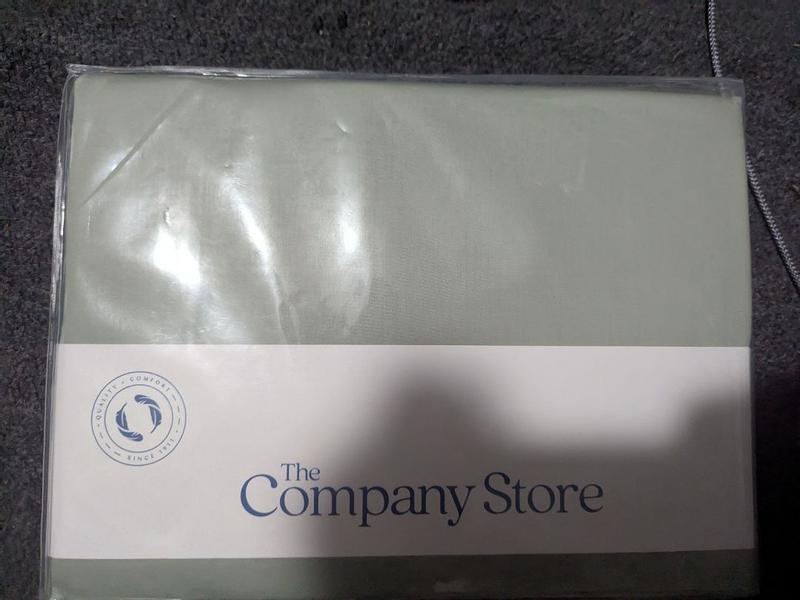 QUALITY • COMFORT
SINCE 1911
The
Company Store